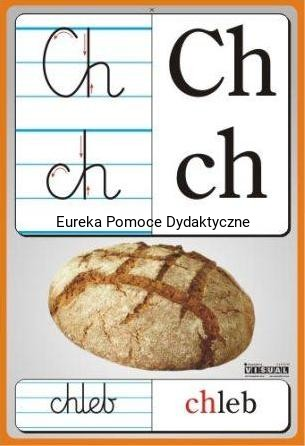 Ch Ch
ch ch
Eureka Pomoce Dydaktyczne
VISUAL
chleb chleb